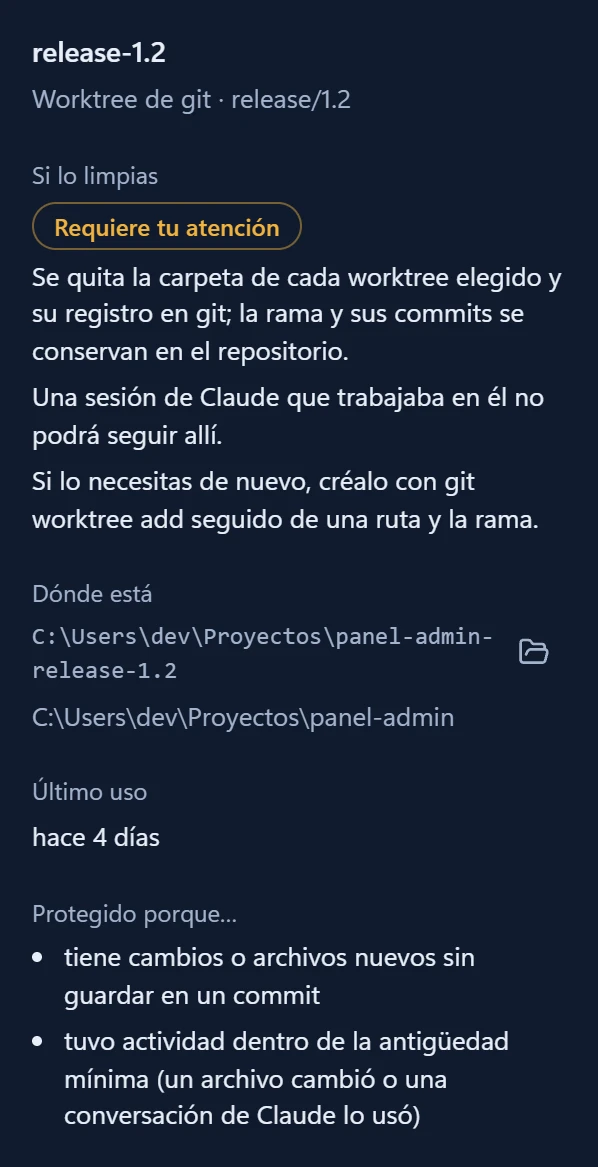 release-1.2
Worktree de git · release/1.2
Si lo limpias
Requiere tu atención
Se quita la carpeta de cada worktree elegido y
su registro en git; la rama y sus commits se
conservan en el repositorio.
Una sesión de Claude que trabajaba en él no
podrá seguir allí.
Si lo necesitas de nuevo, créalo con git
worktree add seguido de una ruta y la rama.
Dónde está
C:\Users\dev\Proyectos\panel-admin-
release-1.2
C:\Users\dev\Proyectos\panel-admin
Último uso
hace 4 días
Protegido porque...
• tiene cambios o archivos nuevos sin
guardar en un commit
• tuvo actividad dentro de la antigüedad
mínima (un archivo cambió o una
conversación de Claude lo usó)